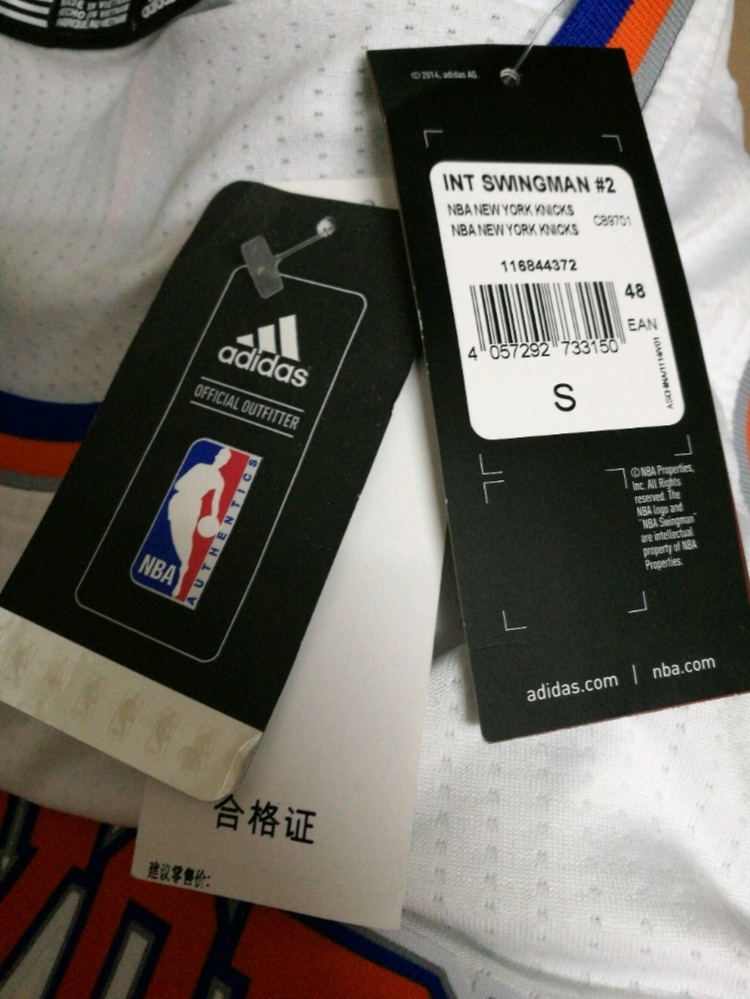 © 2014, adidas AG.
INT SWINGMAN #2
NBA NEW YORK KNICKS
NBA NEW YORK KNICKS
CB9701
116844372
48
EAN
4 057292 733150
S
©NBA Properties,
Inc. All Rights
reserved. The
NBA logo and
"NBA Swingman"
are intellectual
property of NBA
Properties.
adidas.com | nba.com
adidas
OFFICIAL OUTFITTER
NBA
AUTHENTICS
合格证
建议零售价: